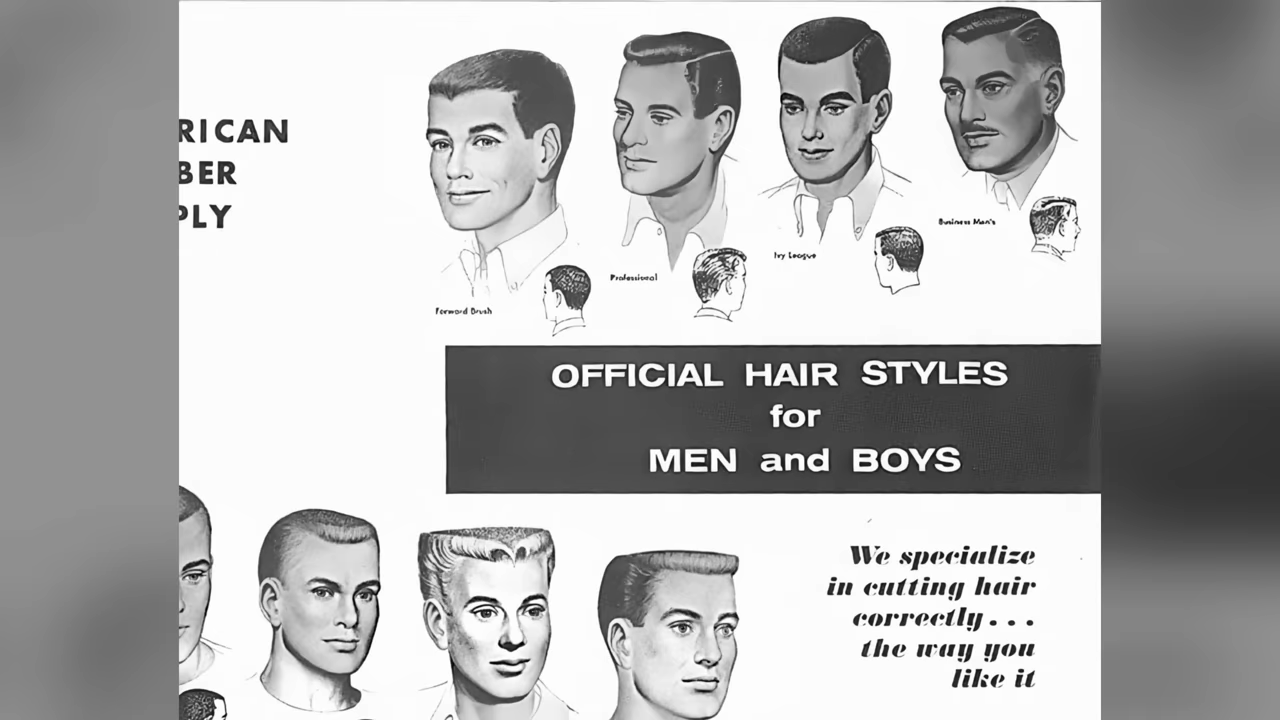 RICAN
BER
PLY
Forward Brush
Professional
Ivy League
Business Man's
OFFICIAL HAIR STYLES
for
MEN and BOYS
We specialize
in cutting hair
correctly...
the way you
like it